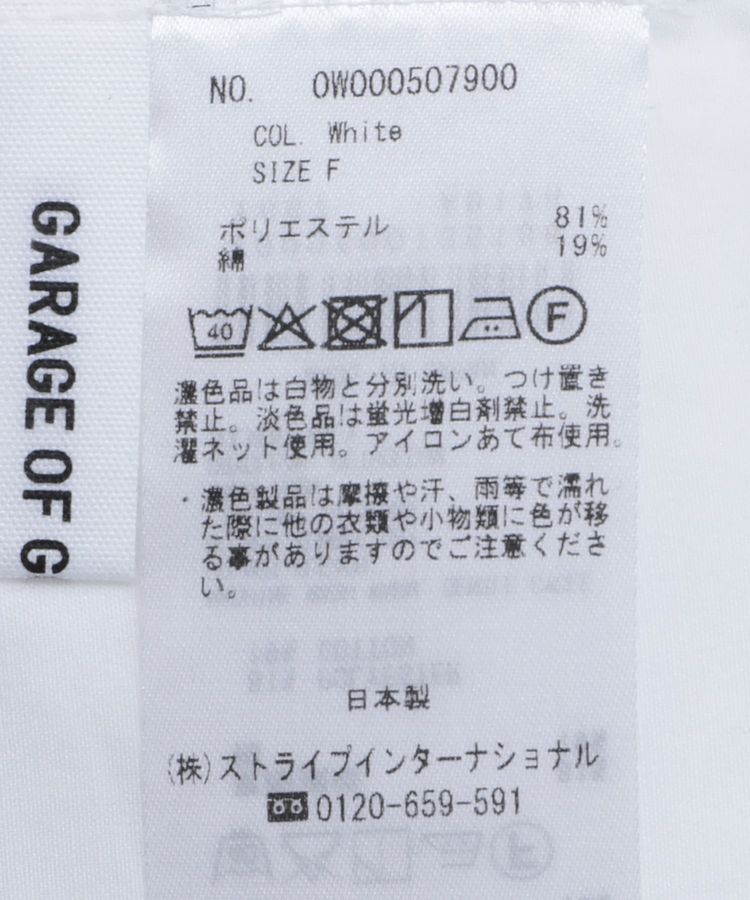 NO. 0W000507900
COL. White
SIZE F
ポリエステル 81%
綿 19%
40
F
濃色品は白物と分別洗い。つけ置き
禁止。淡色品は蛍光増白剤禁止。洗
濯ネット使用。アイロンあて布使用。
・濃色製品は摩擦や汗、雨等で濡れ
た際に他の衣類や小物類に色が移
る事がありますのでご注意くださ
い。
日本製
(株)ストライプインターナショナル
0120-659-591
GARAGE OF G